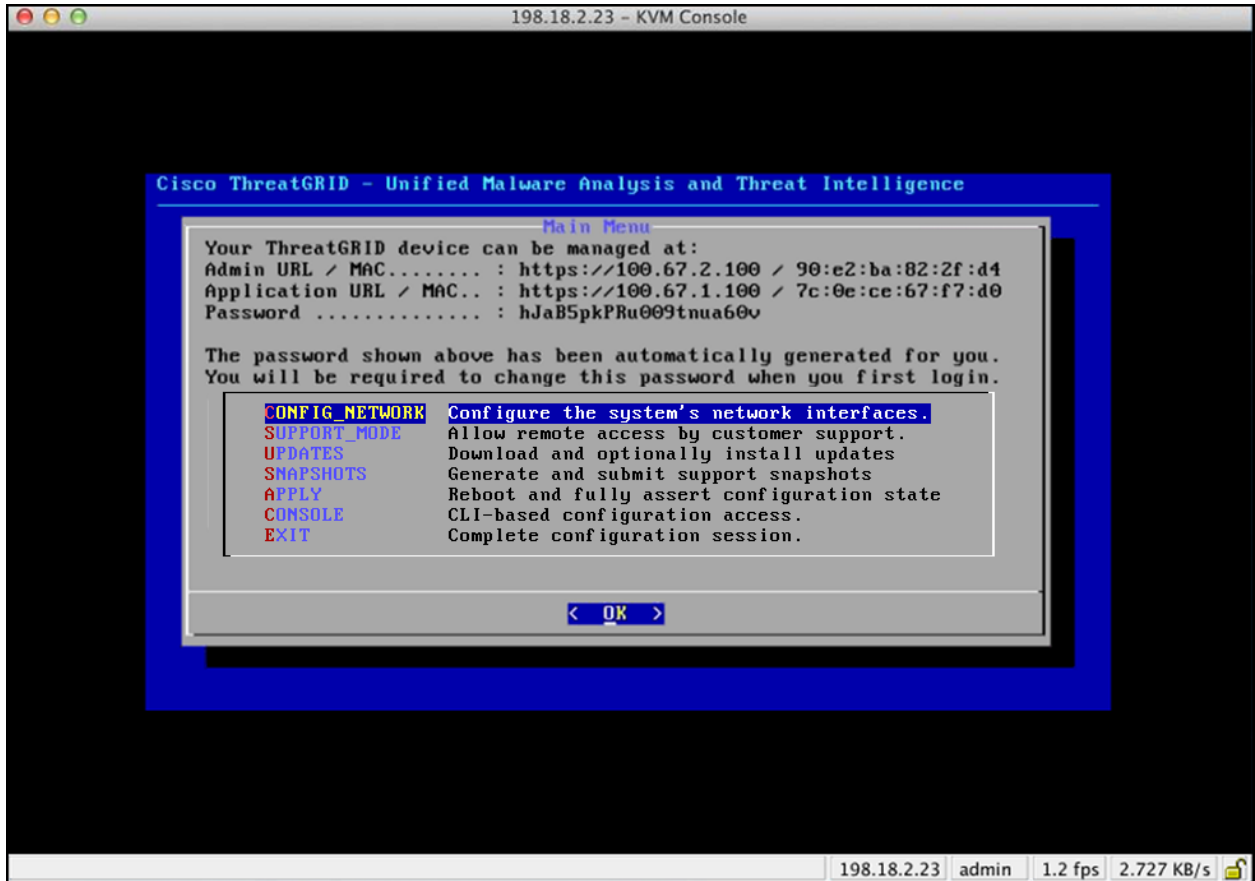 198.18.2.23 – KVM Console
Cisco ThreatGRID - Unified Malware Analysis and Threat Intelligence
Main Menu
Your ThreatGRID device can be managed at:
Admin URL / MAC........ : https://100.67.2.100 / 90:e2:ba:82:2f:d4
Application URL / MAC.. : https://100.67.1.100 / 7c:0e:ce:67:f7:d0
Password .............. : hJaB5pkPRu009tnua60v
The password shown above has been automatically generated for you.
You will be required to change this password when you first login.
CONFIG_NETWORK Configure the system's network interfaces.
SUPPORT_MODE Allow remote access by customer support.
UPDATES Download and optionally install updates
SNAPSHOTS Generate and submit support snapshots
APPLY Reboot and fully assert configuration state
CONSOLE CLI-based configuration access.
EXIT Complete configuration session.
< OK >
198.18.2.23 admin 1.2 fps 2.727 KB/s